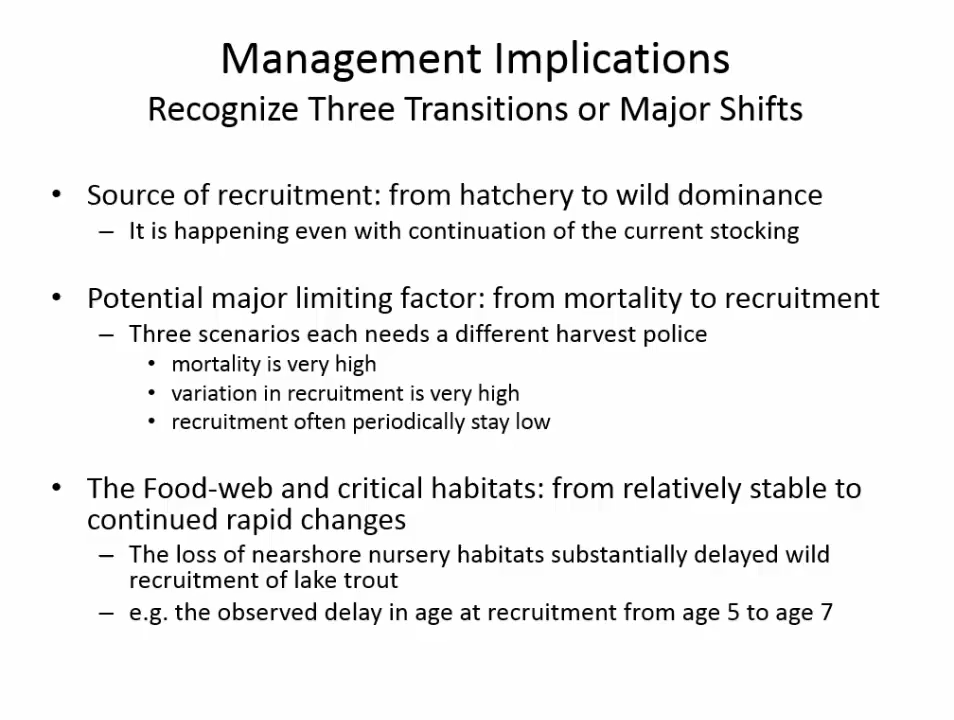 Management Implications
Recognize Three Transitions or Major Shifts
• Source of recruitment: from hatchery to wild dominance
– It is happening even with continuation of the current stocking
• Potential major limiting factor: from mortality to recruitment
– Three scenarios each needs a different harvest police
• mortality is very high
• variation in recruitment is very high
• recruitment often periodically stay low
• The Food-web and critical habitats: from relatively stable to
continued rapid changes
– The loss of nearshore nursery habitats substantially delayed wild
recruitment of lake trout
– e.g. the observed delay in age at recruitment from age 5 to age 7